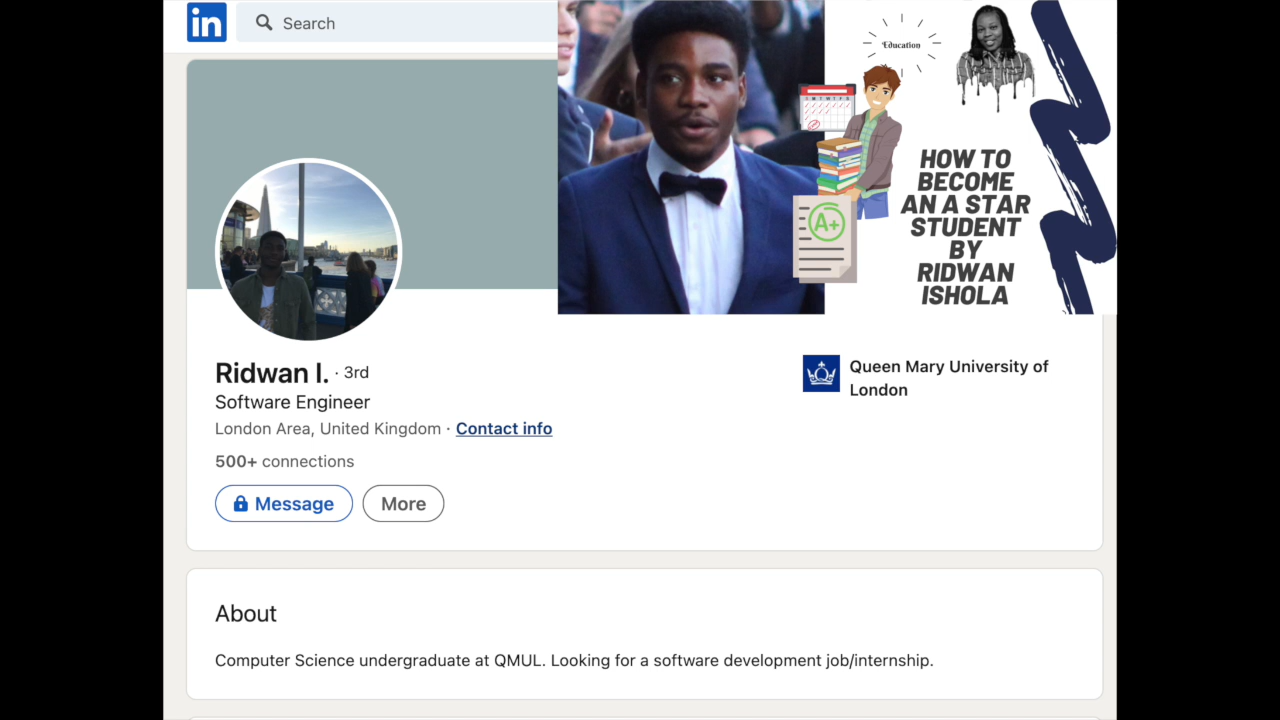 in
Search
Education
A+
HOW TO
BECOME
AN A STAR
STUDENT
BY
RIDWAN
ISHOLA
Ridwan I. · 3rd
Software Engineer
London Area, United Kingdom · Contact info
500+ connections
Message
More
Queen Mary University of
London
About
Computer Science undergraduate at QMUL. Looking for a software development job/internship.